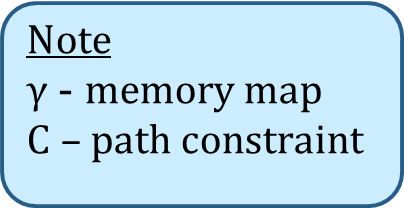 Note
γ - memory map
C – path constraint